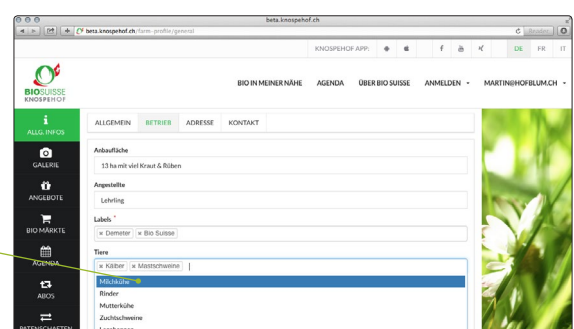 beta.knospehof.ch
beta.knospehof.ch/farm-profile/general
Reader
KNOSPEHOF APP:
DE FR IT
BIOSUISSE
KNOSPEHOF
BIO IN MEINER NÄHE AGENDA ÜBER BIO SUISSE ANMELDEN MARTIN@HOFBLUM.CH
ALLG. INFOS
GALERIE
ANGEBOTE
BIO MÄRKTE
AGENDA
ABOS
PATENSCHAFTEN
ALLGEMEIN BETRIEB ADRESSE KONTAKT
Anbaufläche
13 ha mit viel Kraut & Rüben
Angestellte
Lehrling
Labels *
× Demeter × Bio Suisse
Tiere
× Kälber × Mastschweine
Milchkühe
Rinder
Mutterkühe
Zuchtschweine